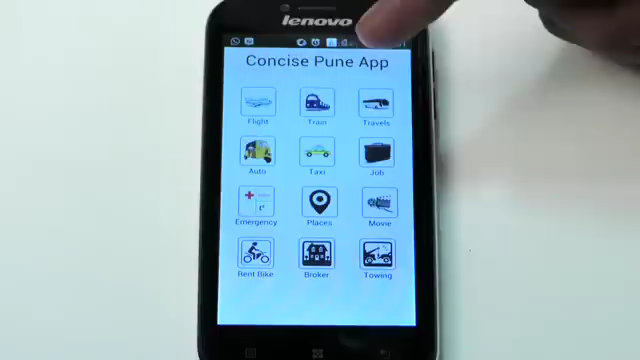 lenovo
Concise Pune App
Flight Train Travels
Auto Taxi Job
Emergency Places Movie
Rent Bike Broker Towing